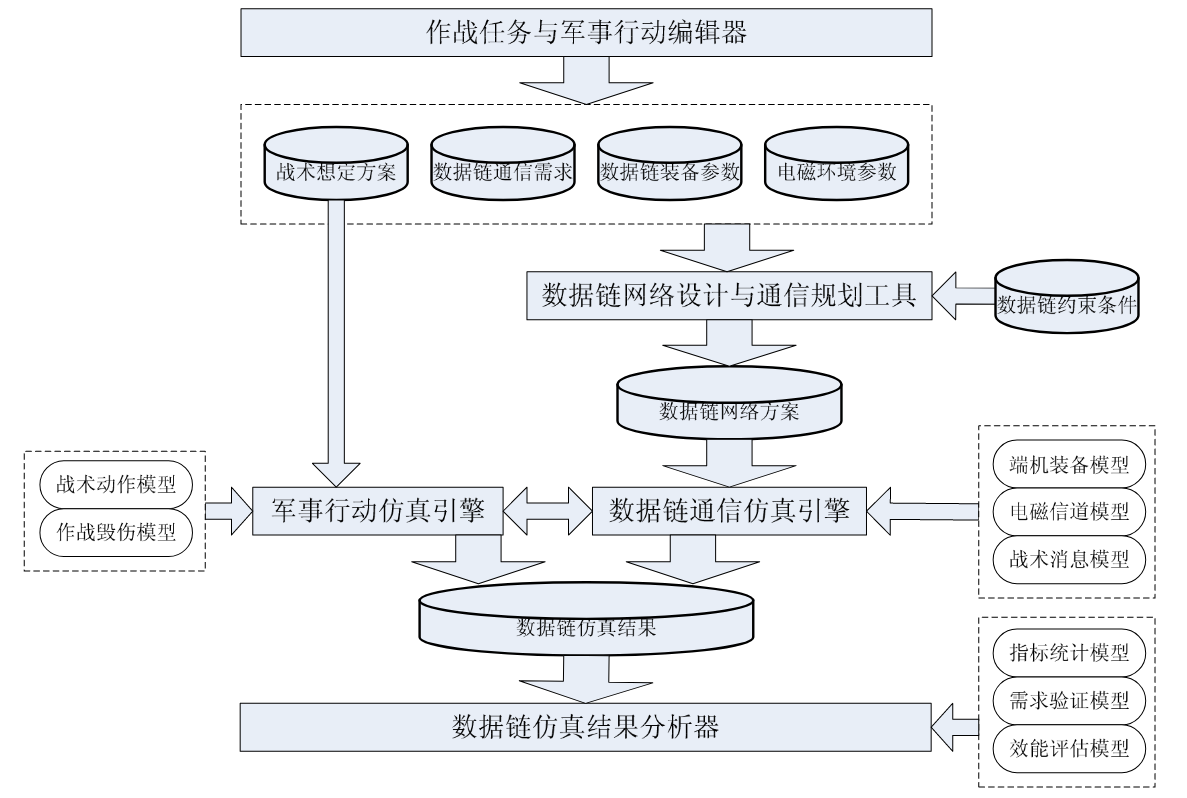 作战任务与军事行动编辑器
战术想定方案
数据链通信需求
数据链装备参数
电磁环境参数
数据链网络设计与通信规划工具
数据链约束条件
数据链网络方案
战术动作模型
作战毁伤模型
军事行动仿真引擎
数据链通信仿真引擎
端机装备模型
电磁信道模型
战术消息模型
数据链仿真结果
数据链仿真结果分析器
指标统计模型
需求验证模型
效能评估模型